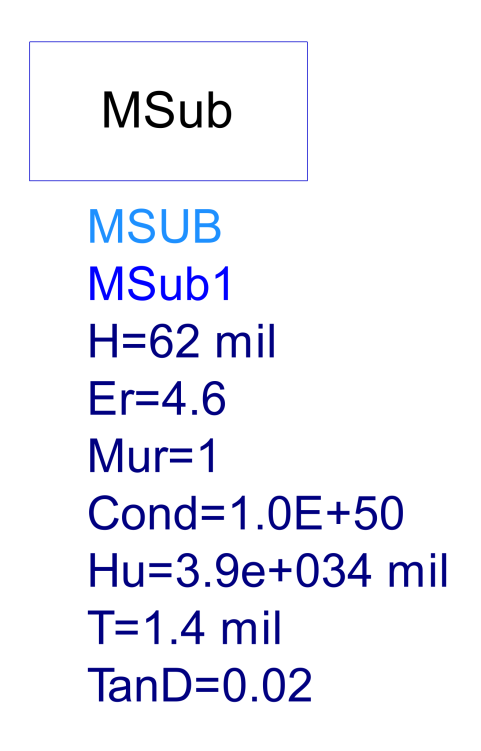 MSub
MSUB
MSub1
H=62 mil
Er=4.6
Mur=1
Cond=1.0E+50
Hu=3.9e+034 mil
T=1.4 mil
TanD=0.02